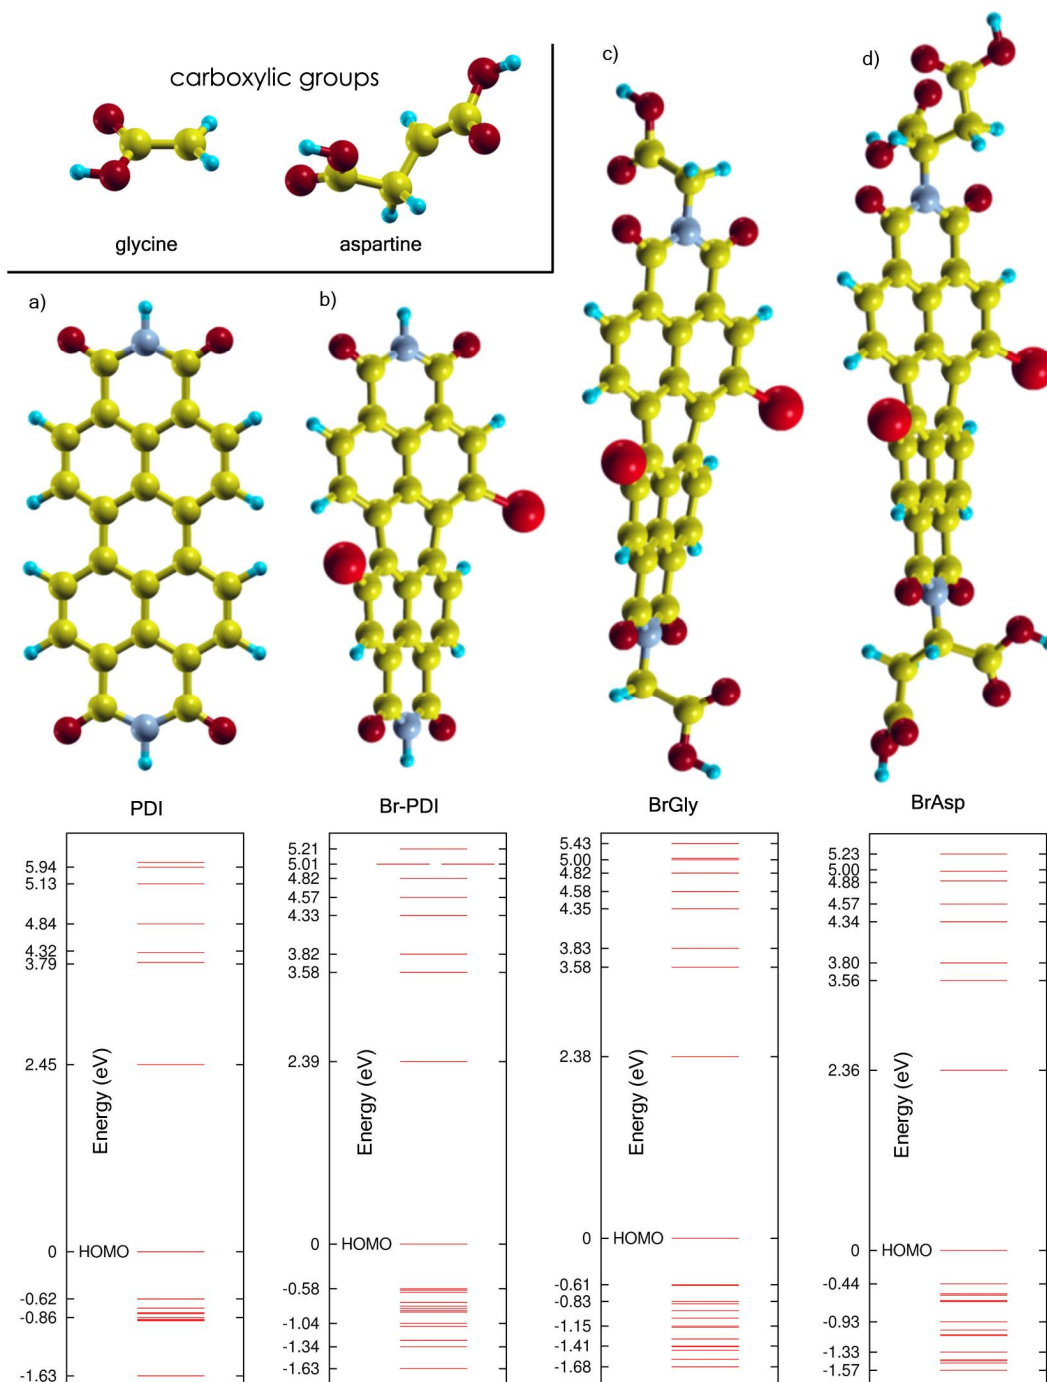 carboxylic groups
glycine
aspartine
a)
b)
c)
d)
PDI
Br-PDI
BrGly
BrAsp
5.94
5.13
4.84
4.32
3.79
2.45
0
HOMO
-0.62
-0.86
-1.63
Energy (eV)
5.21
5.01
4.82
4.57
4.33
3.82
3.58
2.39
0
HOMO
-0.58
-1.04
-1.34
-1.63
Energy (eV)
5.43
5.00
4.82
4.58
4.35
3.83
3.58
2.38
0
HOMO
-0.61
-0.83
-1.15
-1.41
-1.68
Energy (eV)
5.23
5.00
4.88
4.57
4.34
3.80
3.56
2.36
0
HOMO
-0.44
-0.93
-1.33
-1.57
Energy (eV)